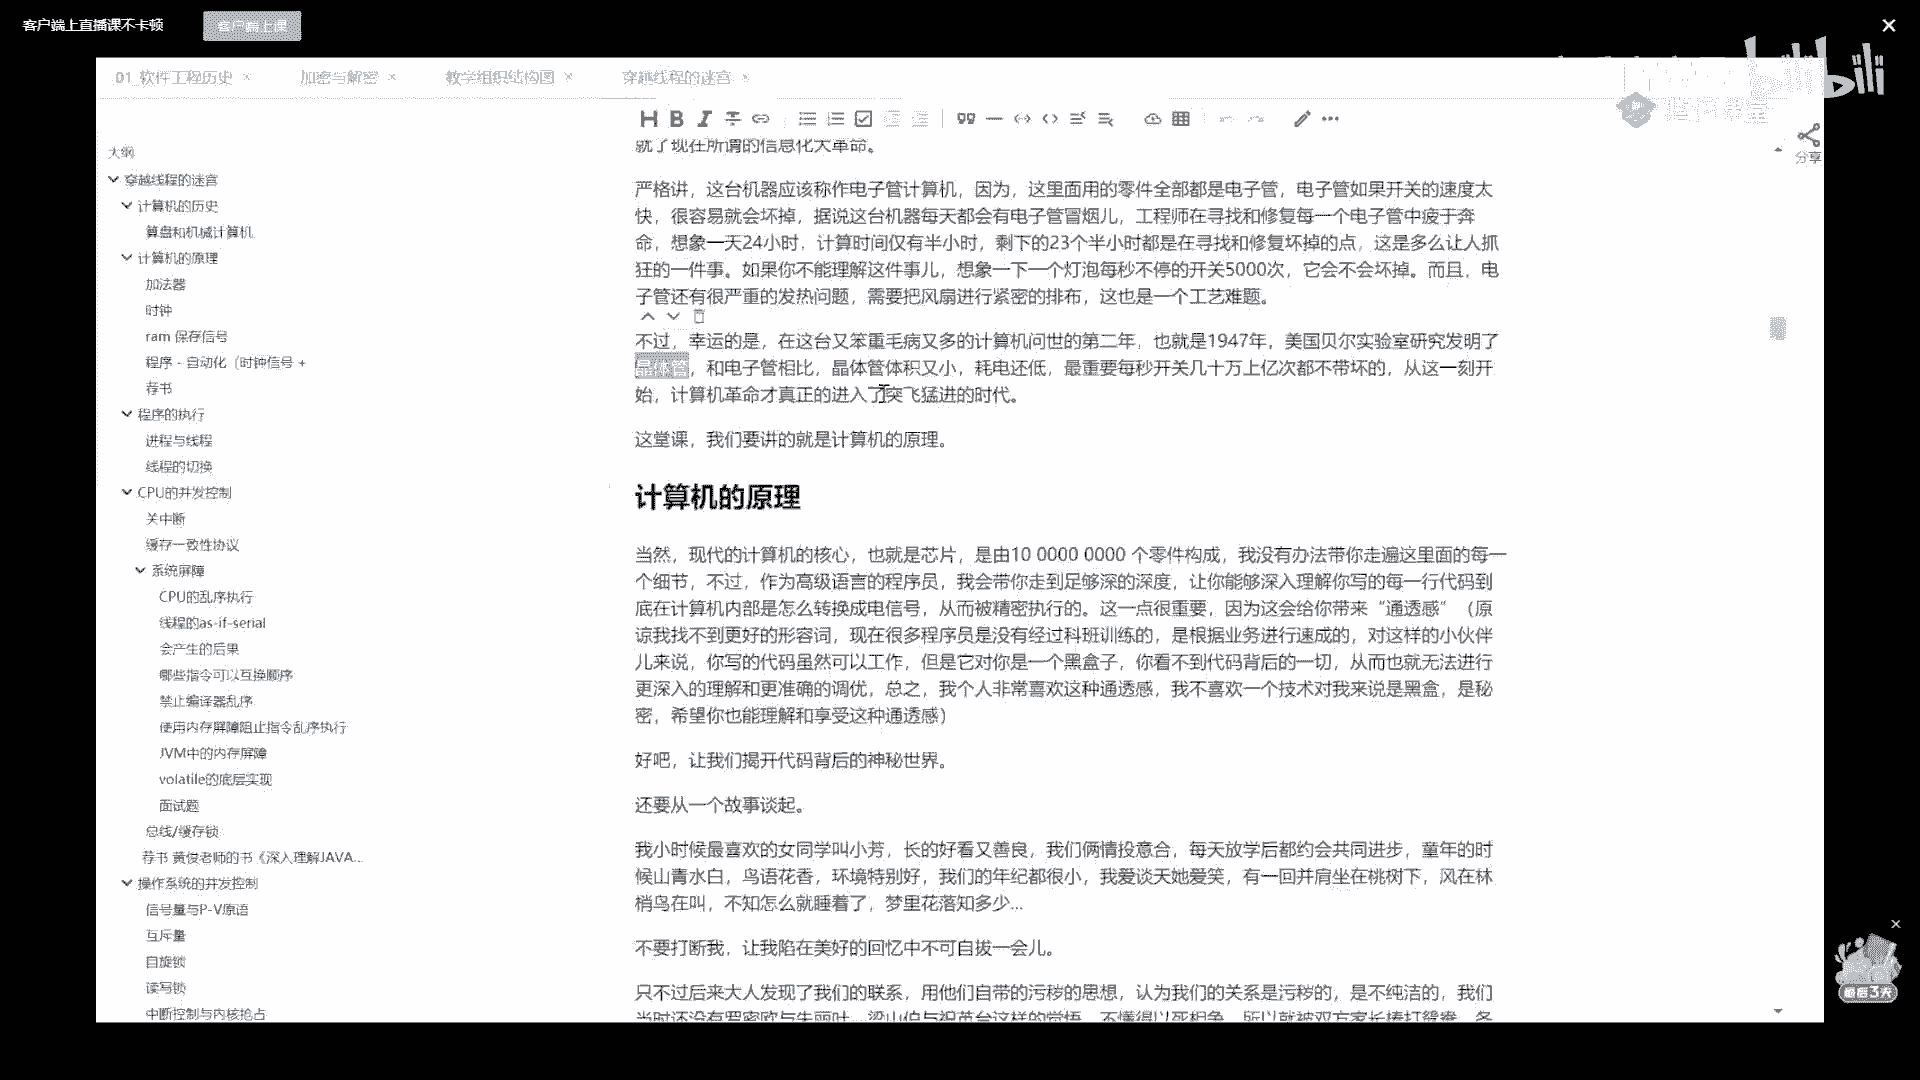 客户端上直播课不卡顿
客户端上课
bilibili
01. 软件工程历史
加密与解密
教学组织结构图
穿越线程的迷宫
腾讯课堂
分享
大纲
穿越线程的迷宫
计算机的历史
算盘和机械计算机
计算机的原理
加法器
时钟
ram 保存信号
程序 - 自动化（时钟信号 +
荐书
程序的执行
进程与线程
线程的切换
CPU的并发控制
关中断
缓存一致性协议
系统屏障
CPU的乱序执行
线程的as-if-serial
会产生的后果
哪些指令可以互换顺序
禁止编译器乱序
使用内存屏障阻止指令乱序执行
JVM中的内存屏障
volatile的底层实现
面试题
总线/缓存锁
荐书 黄俊老师的书《深入理解JAVA...
操作系统的并发控制
信号量与P-V原语
互斥量
自旋锁
读写锁
中断控制与内核抢占
就了现在所谓的信息化大革命。
严格讲，这台机器应该称作电子管计算机，因为，这里面用的零件全部都是电子管，电子管如果开关的速度太
快，很容易就会坏掉，据说这台机器每天都会有电子管冒烟儿，工程师在寻找和修复每一个电子管中疲于奔
命，想象一天24小时，计算时间仅有半小时，剩下的23个半小时都是在寻找和修复坏掉的点，这是多么让人抓
狂的一件事。如果你不能理解这件事儿，想象一下一个灯泡每秒不停的开关5000次，它会不会坏掉。而且，电
子管还有很严重的发热问题，需要把风扇进行紧密的排布，这也是一个工艺难题。
不过，幸运的是，在这台又笨重毛病又多的计算机问世的第二年，也就是1947年，美国贝尔实验室研究发明了
晶体管，和电子管相比，晶体管体积又小，耗电还低，最重要每秒开关几十万上亿次都不带坏的，从这一刻开
始，计算机革命才真正的进入了突飞猛进的时代。
这堂课，我们要讲的就是计算机的原理。
计算机的原理
当然，现代的计算机的核心，也就是芯片，是由10 0000 0000 个零件构成，我没有办法带你走遍这里面的每一
个细节，不过，作为高级语言的程序员，我会带你走到足够深的深度，让你能够深入理解你写的每一行代码到
底在计算机内部是怎么转换成电信号，从而被精密执行的。这一点很重要，因为这会给你带来“通透感”（原
谅我找不到更好的形容词，现在很多程序员是没有经过科班训练的，是根据业务进行速成的，对这样的小伙伴
儿来说，你写的代码虽然可以工作，但是它对你是一个黑盒子，你看不到代码背后的一切，从而也就无法进行
更深入的理解和更准确的调优，总之，我个人非常喜欢这种通透感，我不喜欢一个技术对我来说是黑盒，是秘
密，希望你也能理解和享受这种通透感）
好吧，让我们揭开代码背后的神秘世界。
还要从一个故事谈起。
我小时候最喜欢的女同学叫小芳，长的好看又善良，我们俩情投意合，每天放学后都约会共同进步，童年的时
候山青水白，鸟语花香，环境特别好，我们的年纪都很小，我爱谈天她爱笑，有一回并肩坐在桃树下，风在林
梢鸟在叫，不知怎么就睡着了，梦里花落知多少...
不要打断我，让我陷在美好的回忆中不可自拔一会儿。
只不过后来大人发现了我们的联系，用他们自带的污秽的思想，认为我们的关系是污秽的，是不纯洁的，我们
当时还没有罗密欧与朱丽叶、梁山伯与祝英台这样的觉悟，不懂得以死相争，所以就被双方家长棒打鸳鸯，各